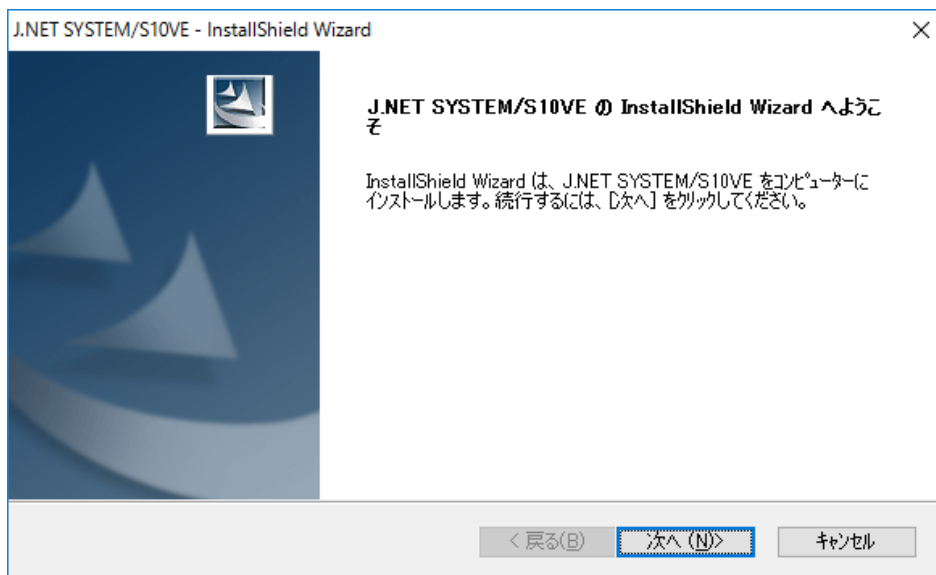 J.NET SYSTEM/S10VE - InstallShield Wizard
J.NET SYSTEM/S10VE の InstallShield Wizard へようこ
そ
InstallShield Wizard は、J.NET SYSTEM/S10VE をコンピューターに
インストールします。続行するには、[次へ] をクリックしてください。
< 戻る(B)
次へ (N)>
キャンセル